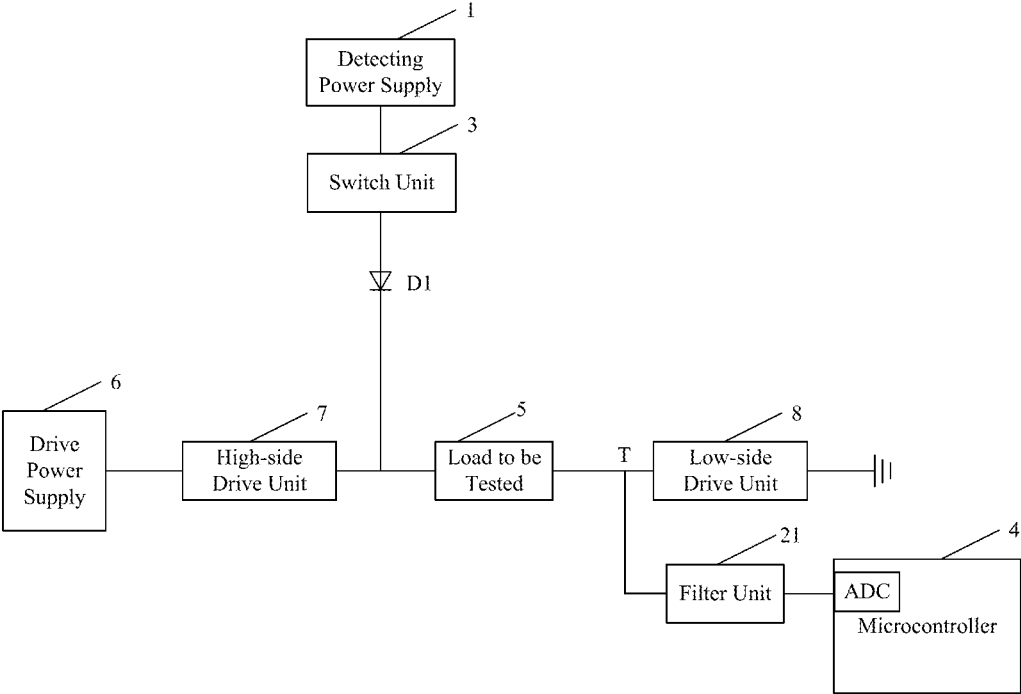 1
Detecting
Power Supply
3
Switch Unit
D1
6
Drive
Power
Supply
7
High-side
Drive Unit
5
Load to be
Tested
T
8
Low-side
Drive Unit
21
Filter Unit
4
ADC
Microcontroller